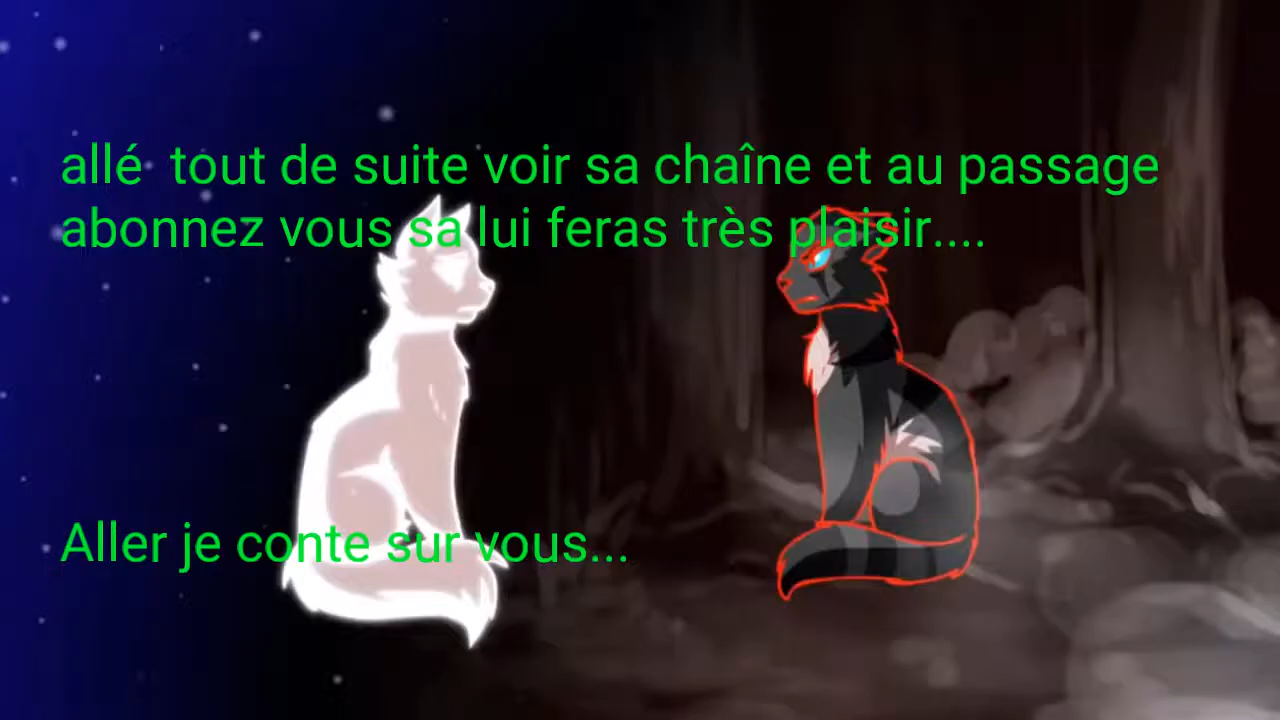 allé tout de suite voir sa chaîne et au passage
abonnez vous sa lui feras très plaisir....
Aller je conte sur vous...